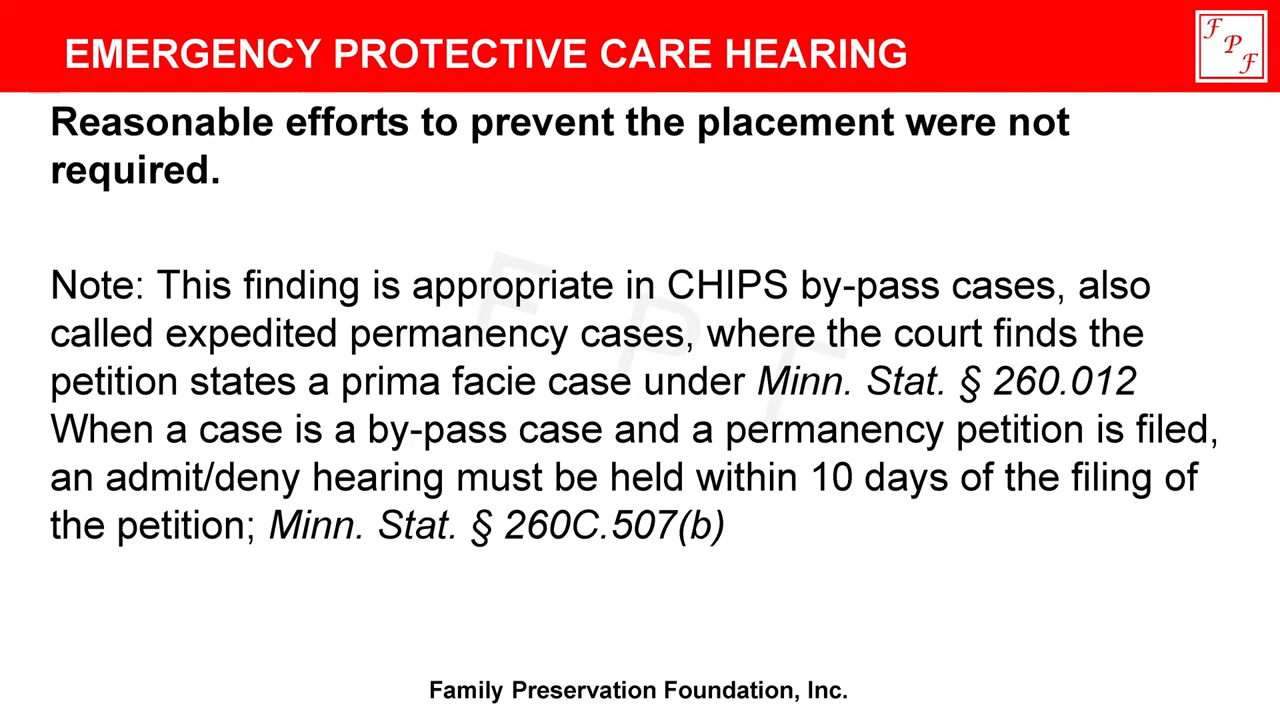 EMERGENCY PROTECTIVE CARE HEARING
F
P
F
Reasonable efforts to prevent the placement were not
required.
Note: This finding is appropriate in CHIPS by-pass cases, also
called expedited permanency cases, where the court finds the
petition states a prima facie case under Minn. Stat. § 260.012
When a case is a by-pass case and a permanency petition is filed,
an admit/deny hearing must be held within 10 days of the filing of
the petition; Minn. Stat. § 260C.507(b)
F P F
Family Preservation Foundation, Inc.